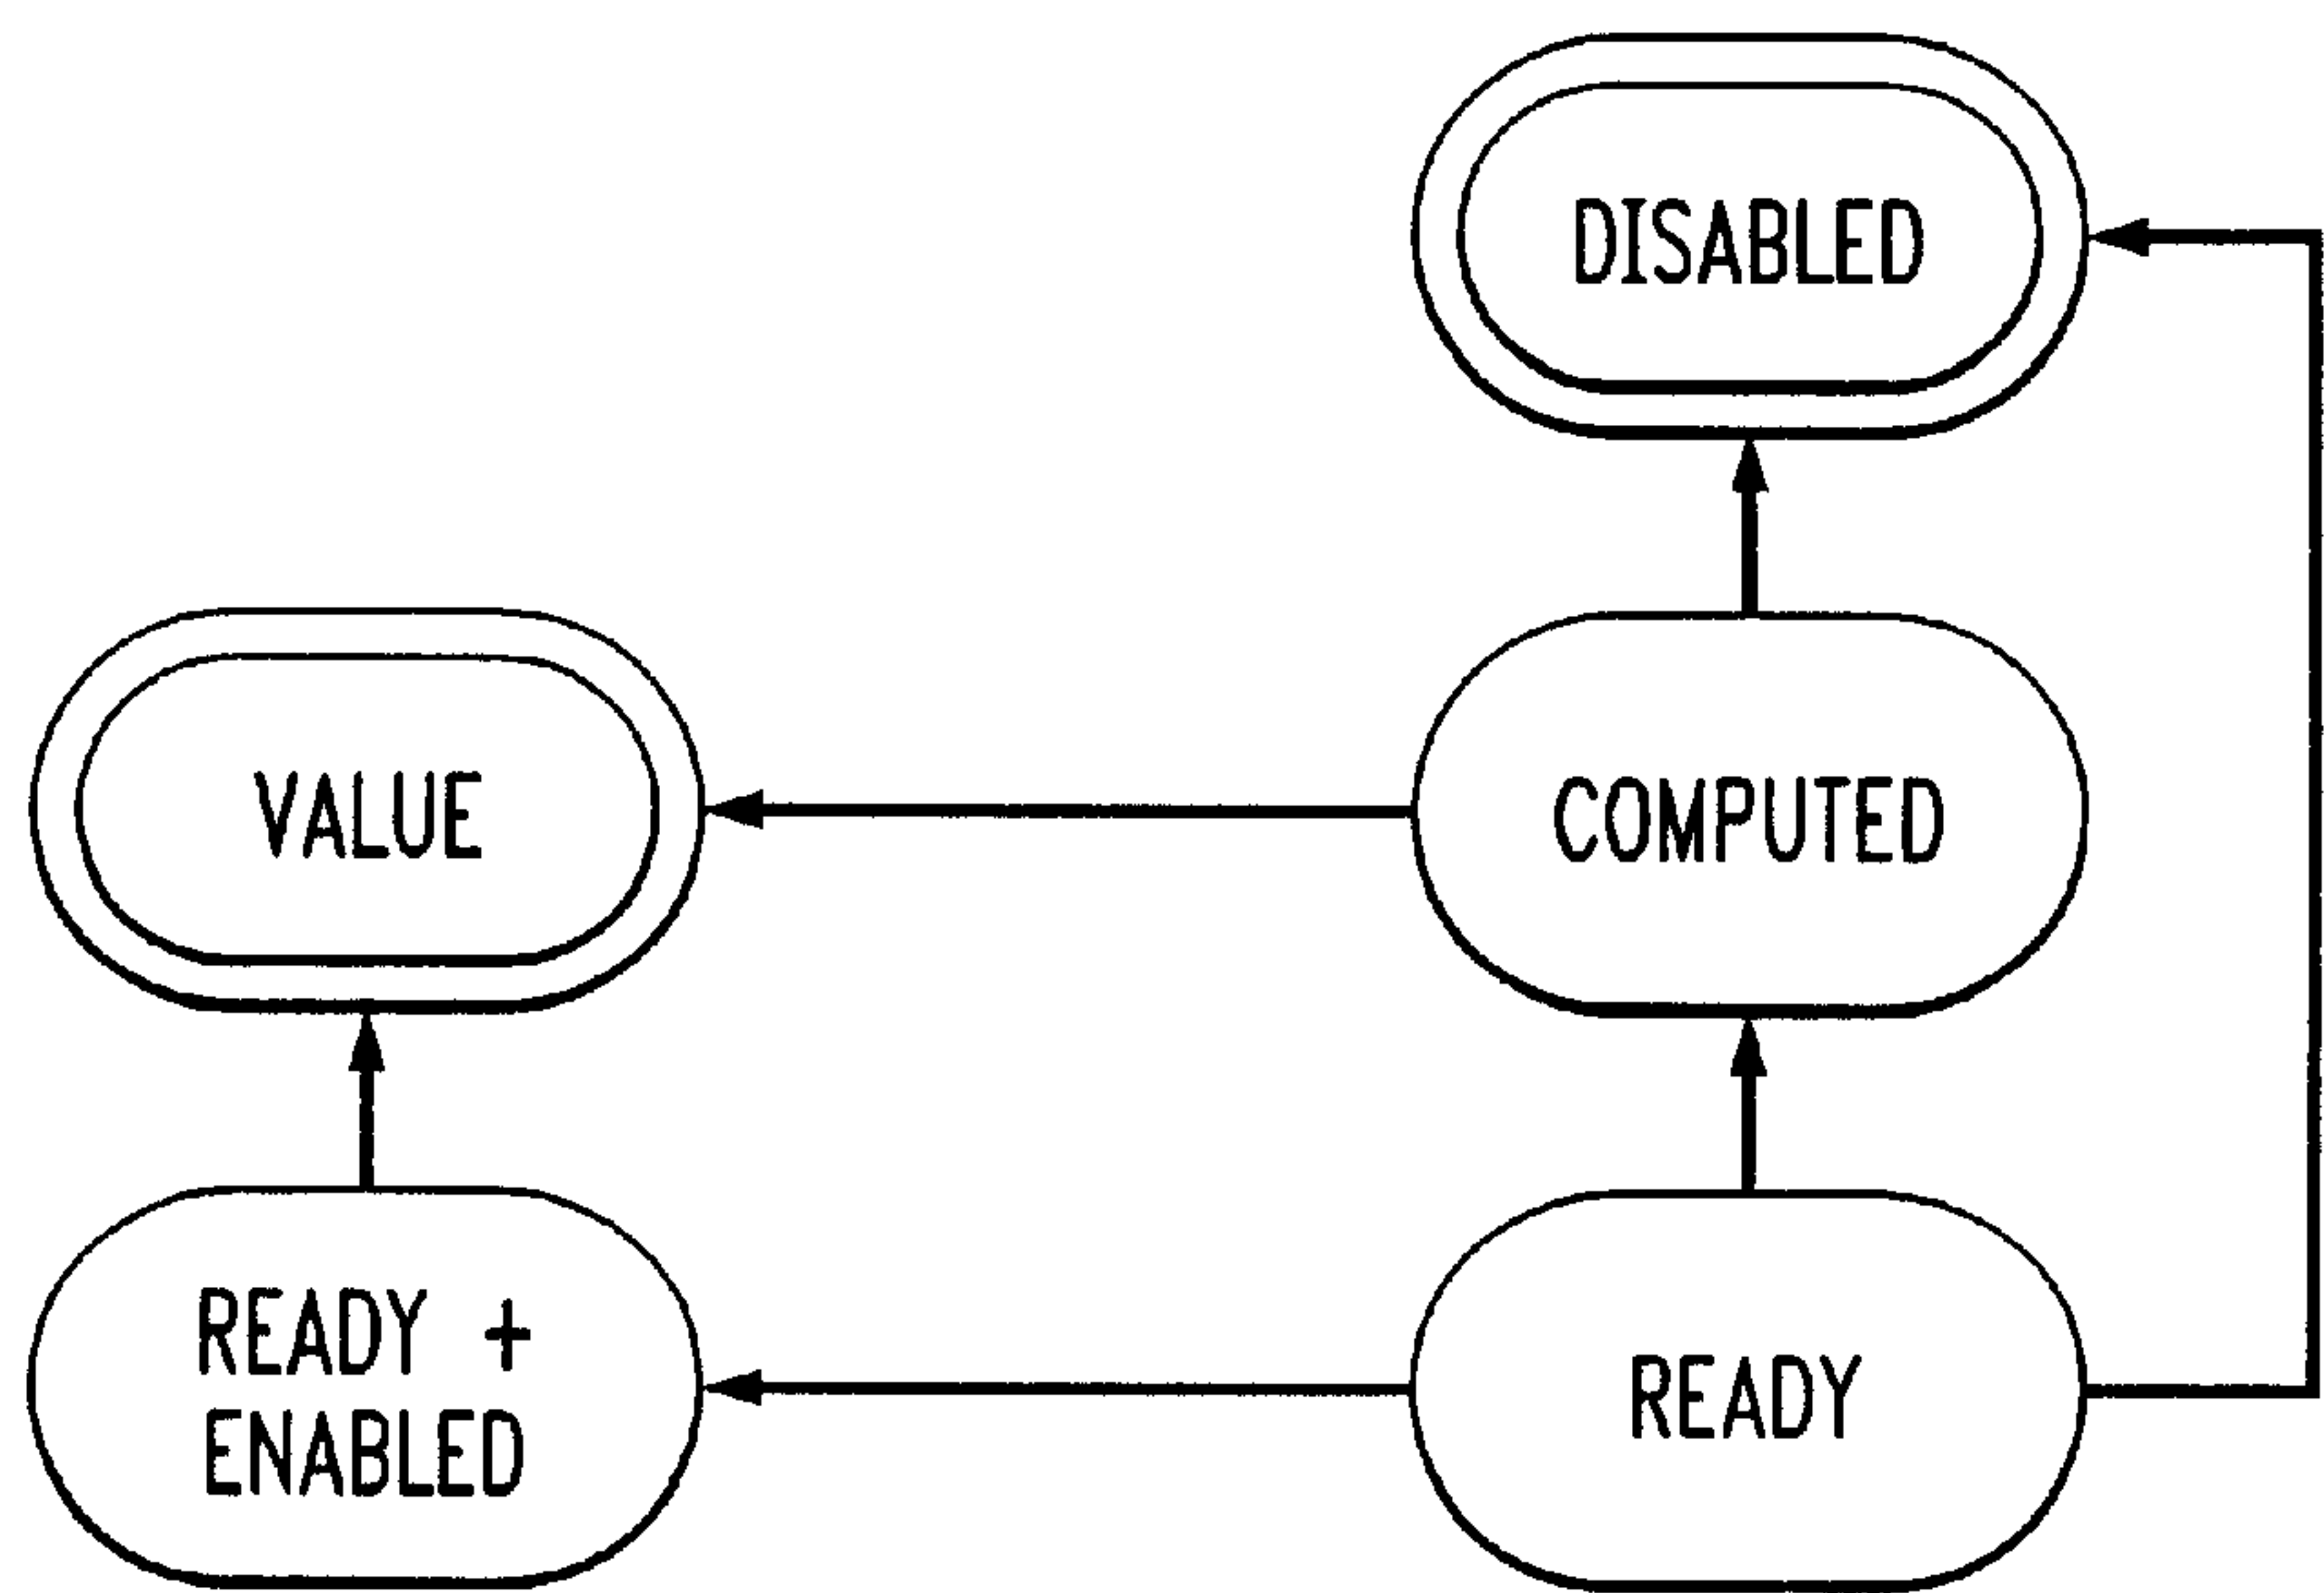 DISABLED
VALUE
COMPUTED
READY +
ENABLED
READY